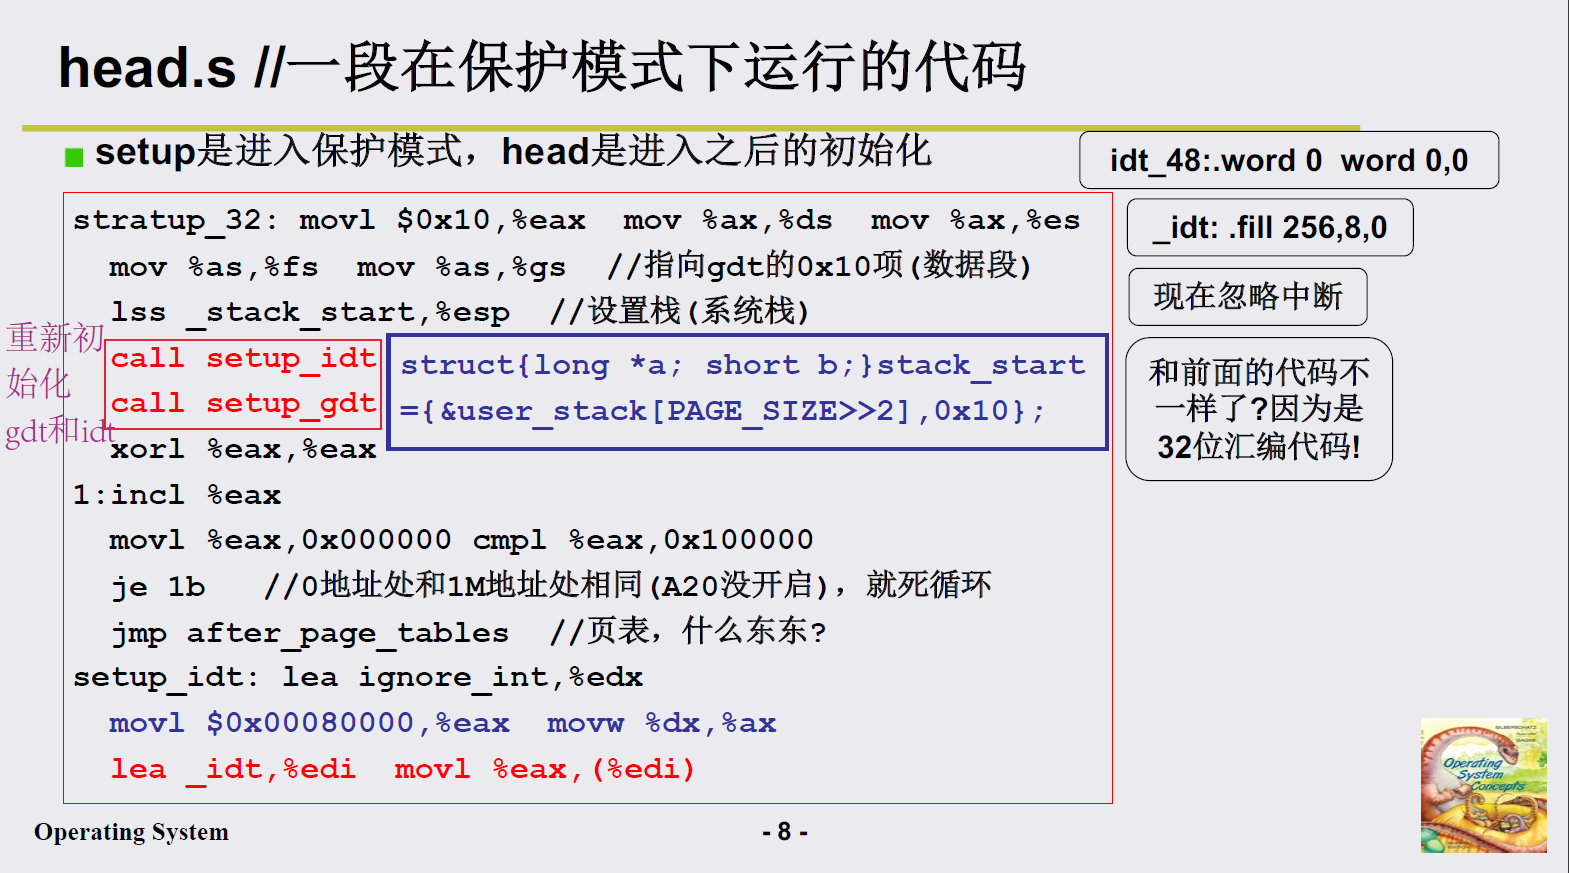 head.s //一段在保护模式下运行的代码
setup是进入保护模式，head是进入之后的初始化
idt_48:.word 0 word 0,0
_idt: .fill 256,8,0
现在忽略中断
和前面的代码不
一样了?因为是
32位汇编代码!
stratup_32: movl $0x10,%eax mov %ax,%ds mov %ax,%es
mov %as,%fs mov %as,%gs //指向gdt的0x10项(数据段)
lss _stack_start,%esp //设置栈(系统栈)
重新初
始化
gdt和idt
call setup_idt
call setup_gdt
struct{long *a; short b;}stack_start
={&user_stack[PAGE_SIZE>>2],0x10};
xorl %eax,%eax
1:incl %eax
movl %eax,0x000000 cmpl %eax,0x100000
je 1b //0地址处和1M地址处相同(A20没开启)，就死循环
jmp after_page_tables //页表，什么东东?
setup_idt: lea ignore_int,%edx
movl $0x00080000,%eax movw %dx,%ax
lea _idt,%edi movl %eax,(%edi)
Operating System
- 8 -
SILBERSCHATZ
GAGNE
Operating
System
Concepts